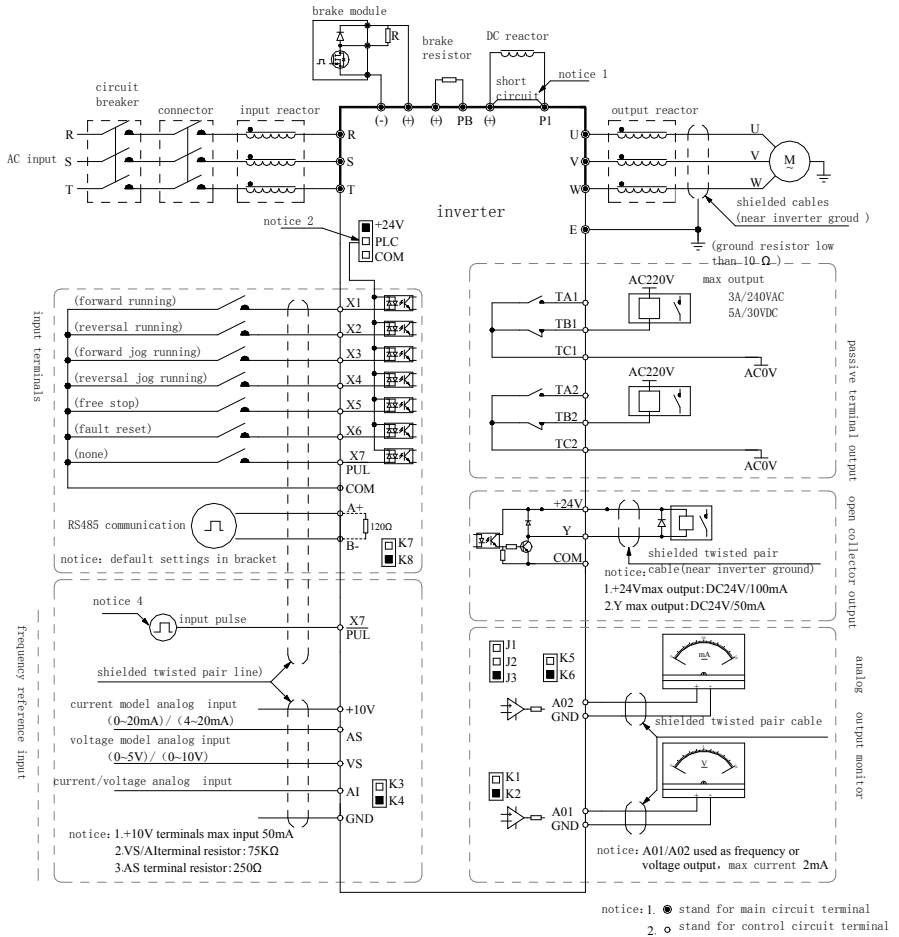 brake module
R
brake
resistor
DC reactor
short
circuit
notice 1
circuit
breaker
connector
input reactor
(-)
(+)
(+)
PB
(+)
P1
output reactor
AC input
R
S
T
R
S
T
U
V
W
U
V
W
M
~
inverter
shielded cables
(near inverter groud )
E
(ground resistor low
than 10 Ω )
notice 2
+24V
PLC
COM
input terminals
(forward running)
X1
(reversal running)
X2
(forward jog running)
X3
(reversal jog running)
X4
(free stop)
X5
(fault reset)
X6
(none)
X7
PUL
COM
RS485 communication
A+
120Ω
B-
K7
K8
notice: default settings in bracket
AC220V
max output
3A/240VAC
5A/30VDC
TA1
TB1
TC1
AC0V
AC220V
TA2
TB2
TC2
AC0V
passive terminal output
+24V
Y
COM
shielded twisted pair
notice: cable(near inverter ground)
1.+24Vmax output:DC24V/100mA
2.Y max output:DC24V/50mA
open collector output
frequency reference input
notice 4
input pulse
X7
PUL
shielded twisted pair line)
current model analog input
(0~20mA)/ (4~20mA)
+10V
AS
voltage model analog input
(0~5V)/ (0~10V)
VS
current/voltage analog input
AI
K3
K4
GND
notice: 1.+10V terminals max input 50mA
2.VS/AIterminal resistor:75KΩ
3.AS terminal resistor:250Ω
J1
J2
J3
K5
K6
mA
+ -
A02
GND
shielded twisted pair cable
V
+ -
K1
K2
A01
GND
notice: A01/A02 used as frequency or
voltage output, max current 2mA
analog output monitor
notice: 1. stand for main circuit terminal
2. stand for control circuit terminal